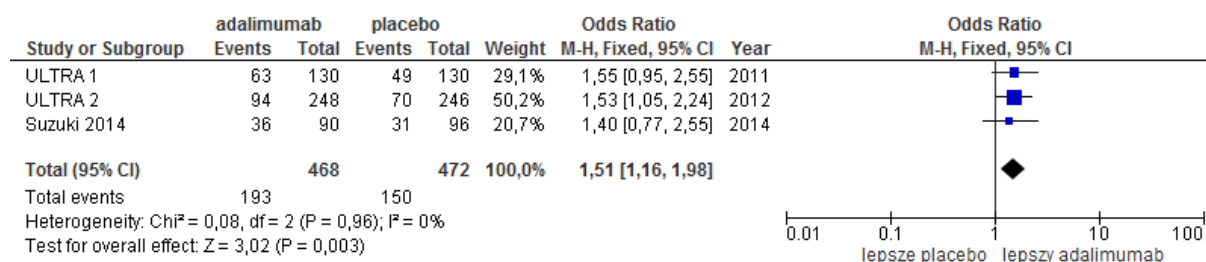 adalimumab placebo Odds Ratio Odds Ratio
Study or Subgroup Events Total Events Total Weight M-H, Fixed, 95% CI Year M-H, Fixed, 95% CI
ULTRA 1 63 130 49 130 29,1% 1,55 [0,95, 2,55] 2011
ULTRA 2 94 248 70 246 50,2% 1,53 [1,05, 2,24] 2012
Suzuki 2014 36 90 31 96 20,7% 1,40 [0,77, 2,55] 2014
Total (95% CI) 468 472 100,0% 1,51 [1,16, 1,98]
Total events 193 150
Heterogeneity: Chi² = 0,08, df = 2 (P = 0,96); I² = 0%
Test for overall effect: Z = 3,02 (P = 0,003)
0.01 0.1 1 10 100
lepsze placebo lepszy adalimumab